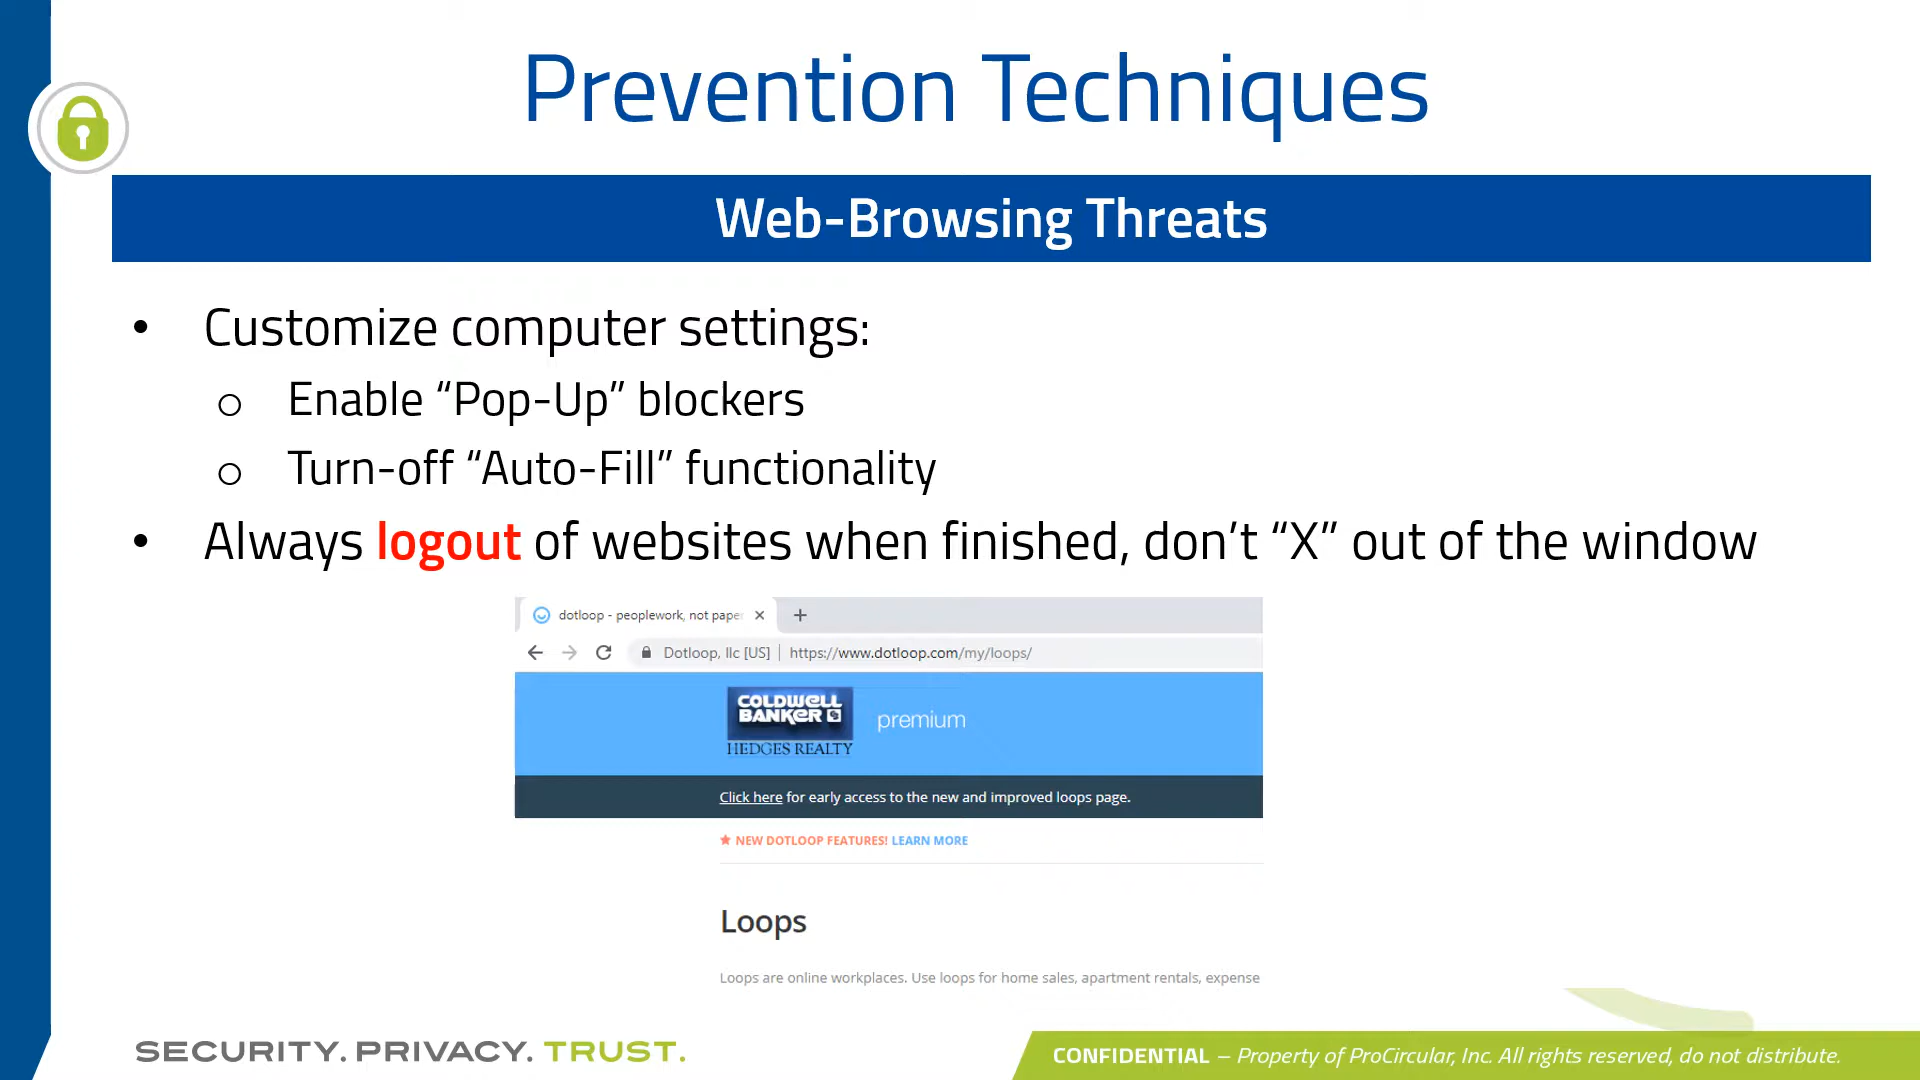 Prevention Techniques
Web-Browsing Threats
• Customize computer settings:
o Enable “Pop-Up” blockers
o Turn-off “Auto-Fill” functionality
• Always logout of websites when finished, don’t “X” out of the window
dotloop - peoplework, not paper
Dotloop, llc [US] | https://www.dotloop.com/my/loops/
COLDWELL
BANKER
HEDGES REALTY
premium
Click here for early access to the new and improved loops page.
NEW DOTLOOP FEATURES! LEARN MORE
Loops
Loops are online workplaces. Use loops for home sales, apartment rentals, expense
SECURITY. PRIVACY. TRUST.
CONFIDENTIAL – Property of ProCircular, Inc. All rights reserved, do not distribute.